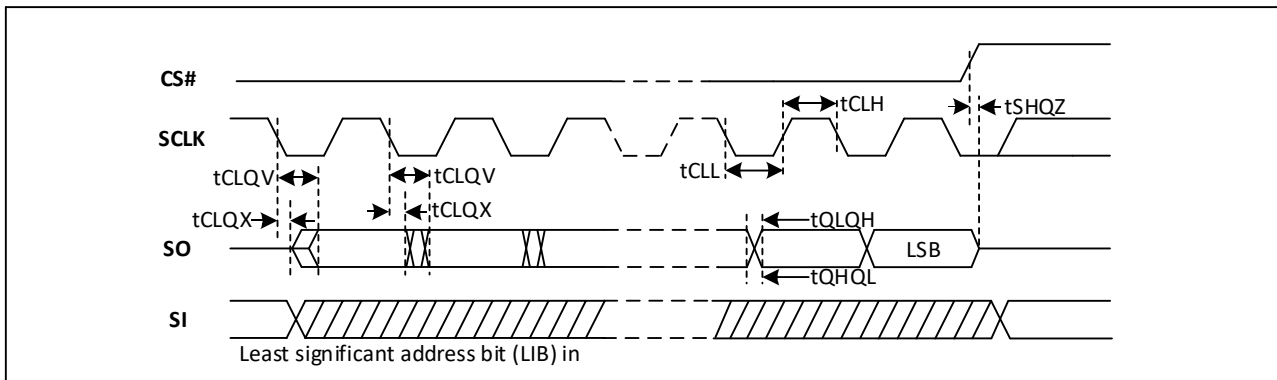 CS#
tCLH
tSHQZ
SCLK
tCLL
tCLQV
tCLQV
tCLQX
tCLQX
tQLQH
SO
LSB
tQHQL
SI
Least significant address bit (LIB) in